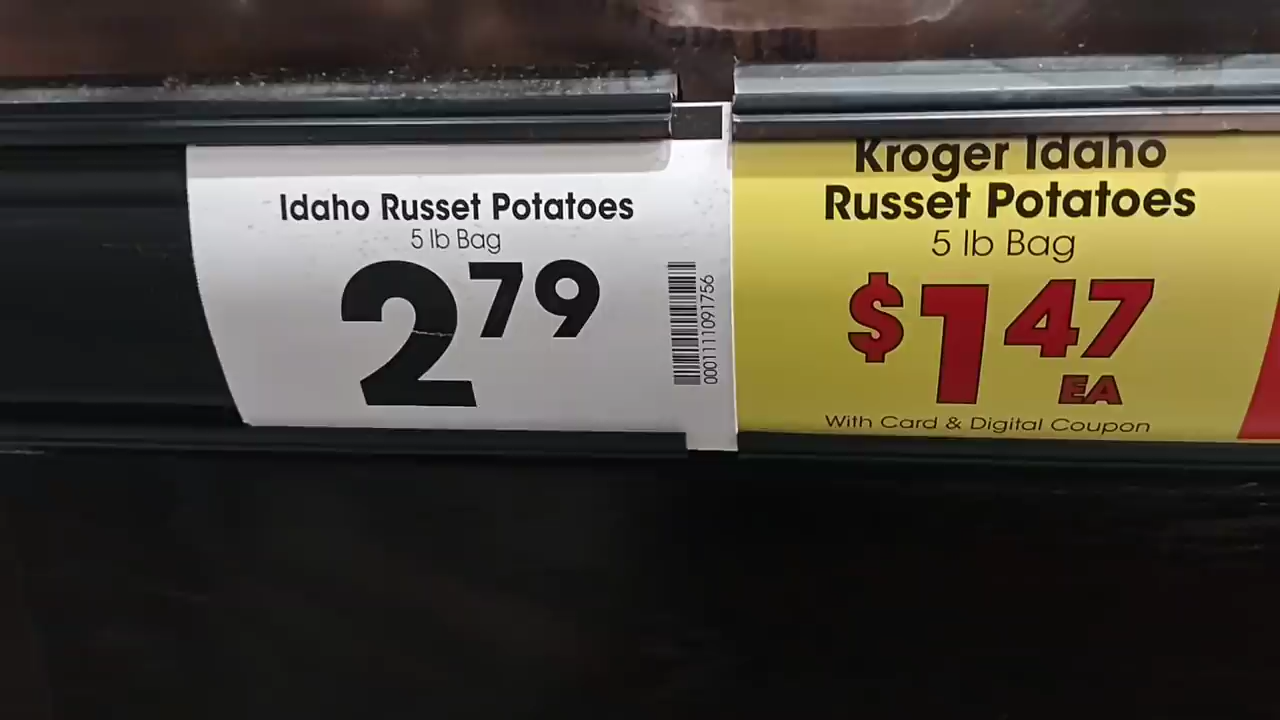 Idaho Russet Potatoes
5 lb Bag
2 79
0001111091756
Kroger Idaho
Russet Potatoes
5 lb Bag
$1 47
EA
With Card & Digital Coupon